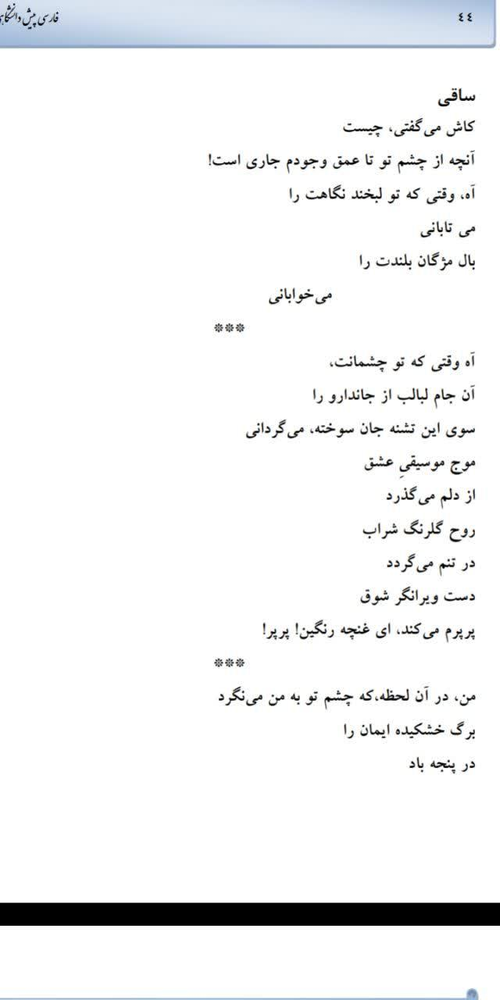 ٤٤
فارسی پیش دانشگاهی
ساقی
کاش می‌گفتی، چیست
آنچه از چشم تو تا عمق وجودم جاری است!
آه، وقتی که تو لبخند نگاهت را
می تابانی
بال مژگان بلندت را
می‌خوابانی
***
آه وقتی که تو چشمانت،
آن جام لبالب از جاندارو را
سوی این تشنه جان سوخته، می‌گردانی
موج موسیقیِ عشق
از دلم می‌گذرد
روح گلرنگ شراب
در تنم می‌گردد
دست ویرانگر شوق
پرپرم می‌کند، ای غنچه رنگین! پرپر!
***
من، در آن لحظه،که چشم تو به من می‌نگرد
برگ خشکیده ایمان را
در پنجه باد